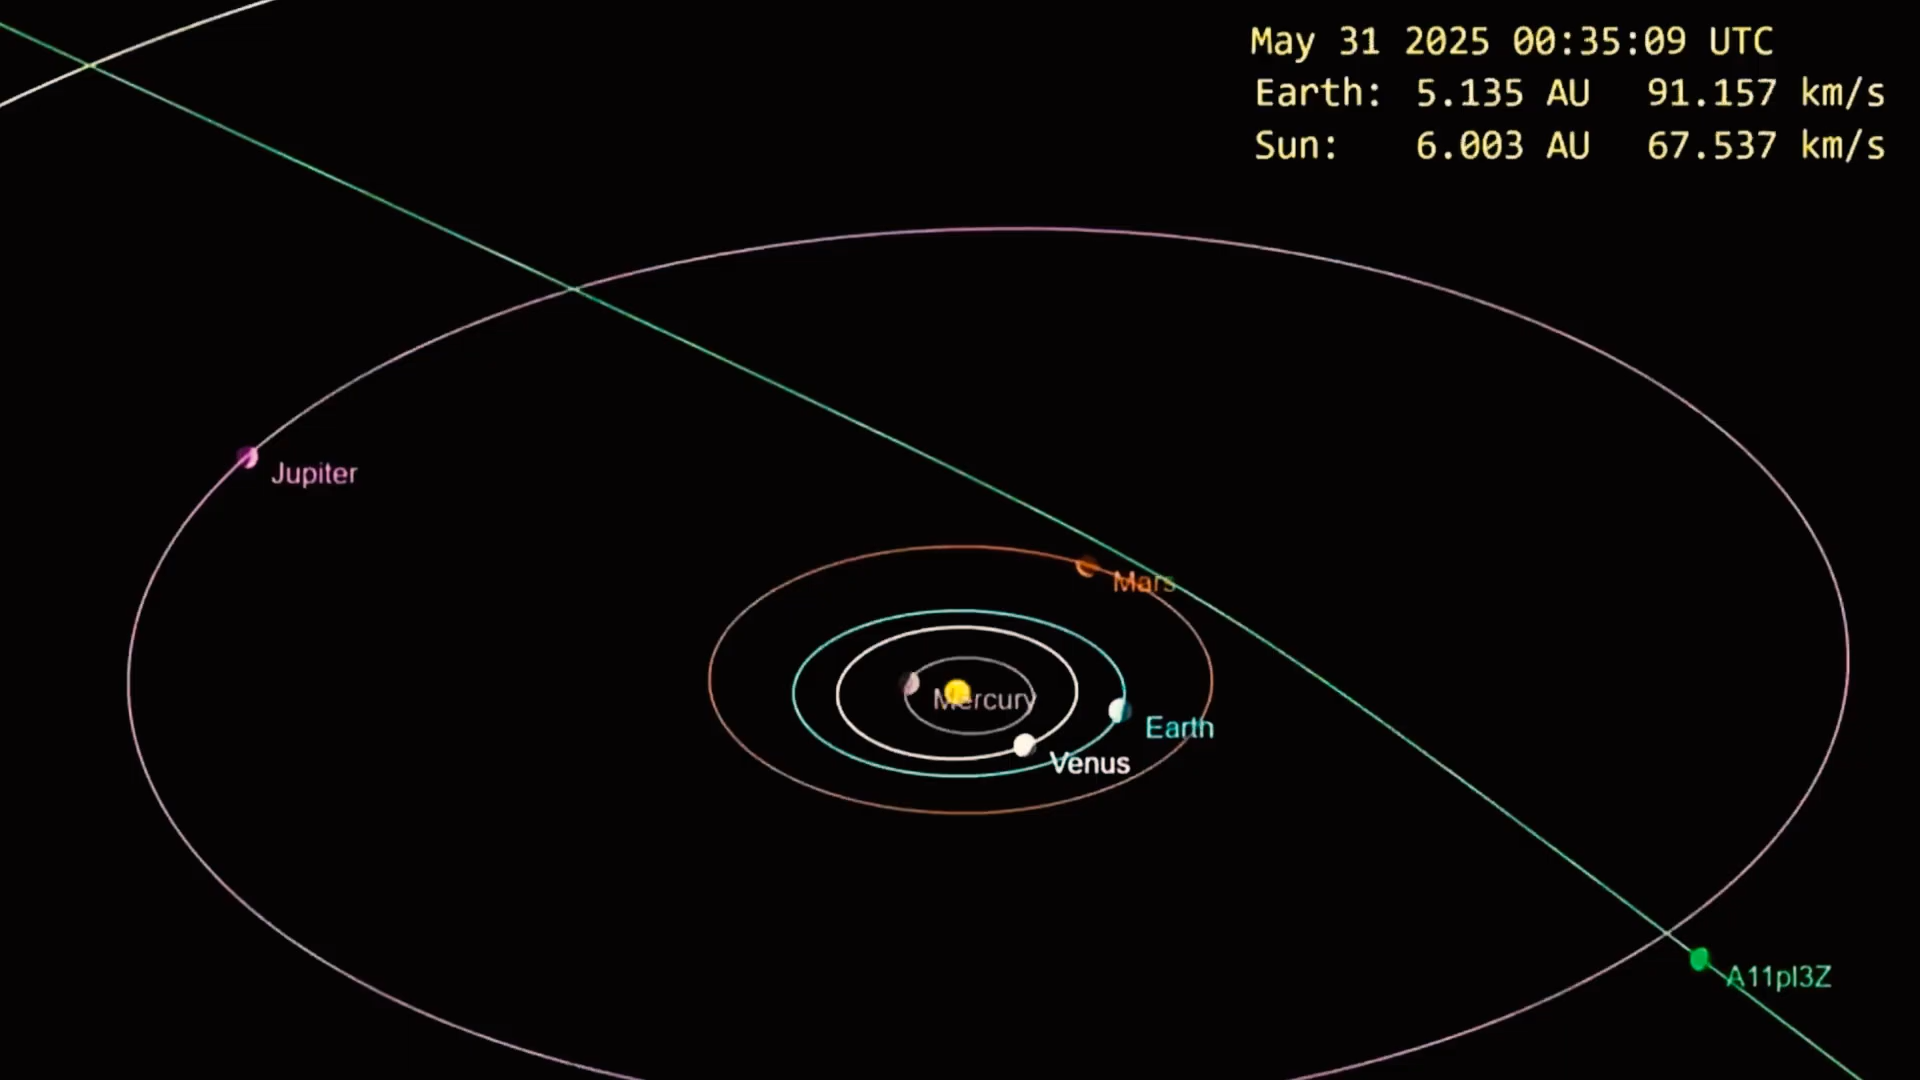 May 31 2025 00:35:09 UTC
Earth: 5.135 AU 91.157 km/s
Sun: 6.003 AU 67.537 km/s
Jupiter
Mars
Mercury
Earth
Venus
A11pl3Z